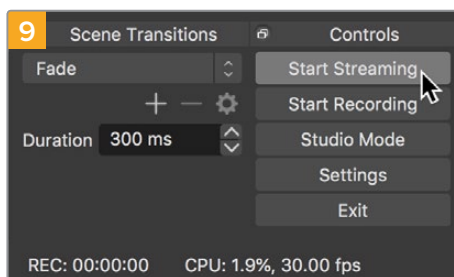 9
Scene Transitions
Controls
Fade
Start Streaming
Start Recording
Duration 300 ms
Studio Mode
Settings
Exit
REC: 00:00:00 CPU: 1.9%, 30.00 fps